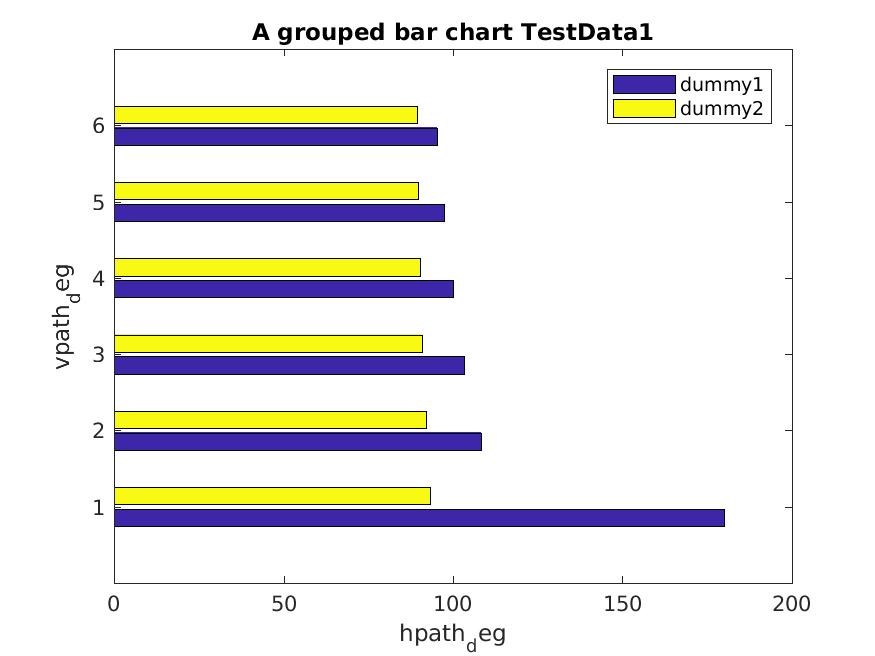 A grouped bar chart TestData1
dummy1
dummy2
6
5
4
3
2
1
vpath_deg
0 50 100 150 200
hpath_deg